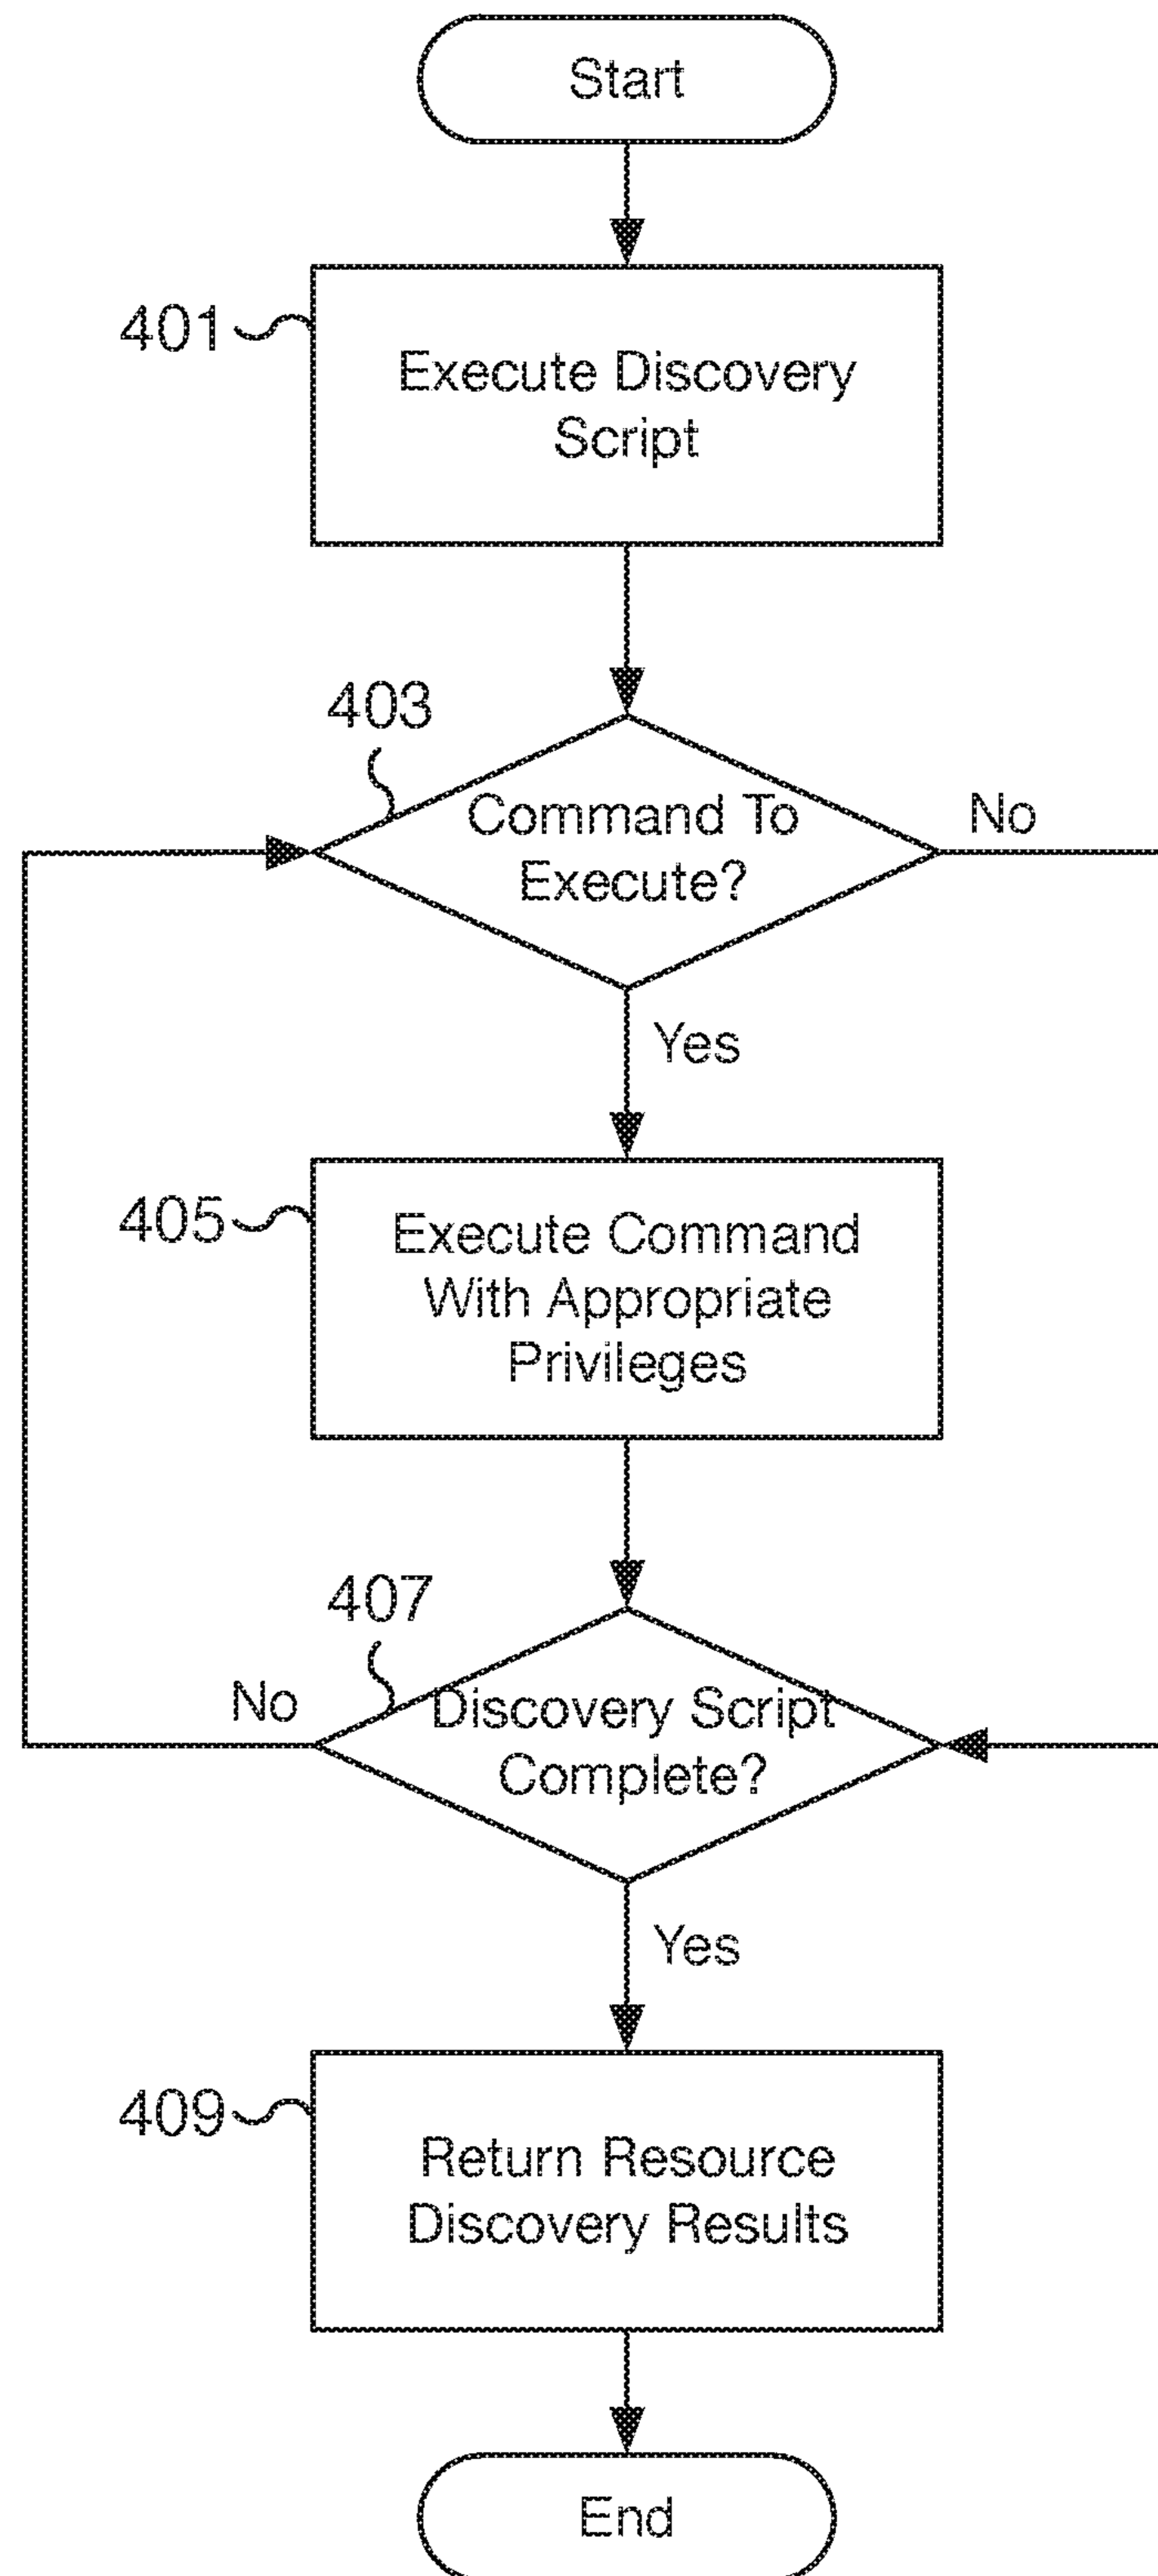 Start
401
Execute Discovery
Script
403
Command To
Execute?
No
Yes
405
Execute Command
With Appropriate
Privileges
407
No
Discovery Script
Complete?
Yes
409
Return Resource
Discovery Results
End